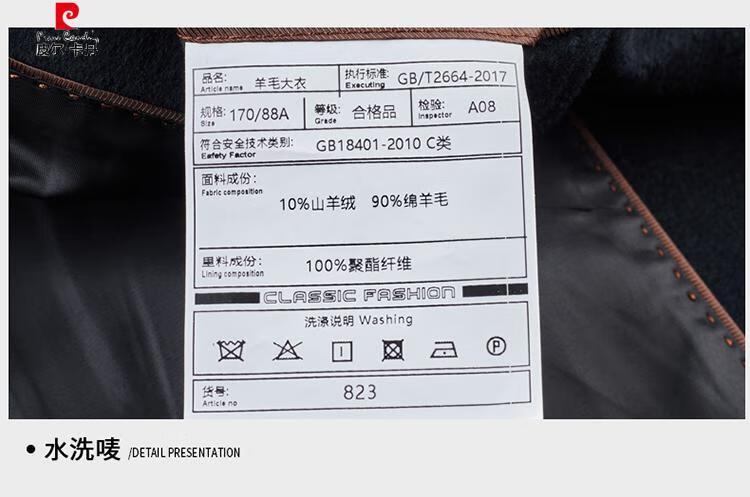 Pierre Cardin
皮尔·卡丹
品名: 羊毛大衣 执行标准: GB/T2664-2017
Article name Executing
规格: 170/88A 等级: 合格品 检验: A08
Size Grade Inspector
符合安全技术类别: GB18401-2010 C类
Eafety Factor
面料成份:
Fabric composition
10%山羊绒 90%绵羊毛
里料成份: 100%聚酯纤维
Lining composition
CLASSIC FASHION
洗涤说明 Washing
P
货号: 823
Article no
• 水洗唛 /DETAIL PRESENTATION